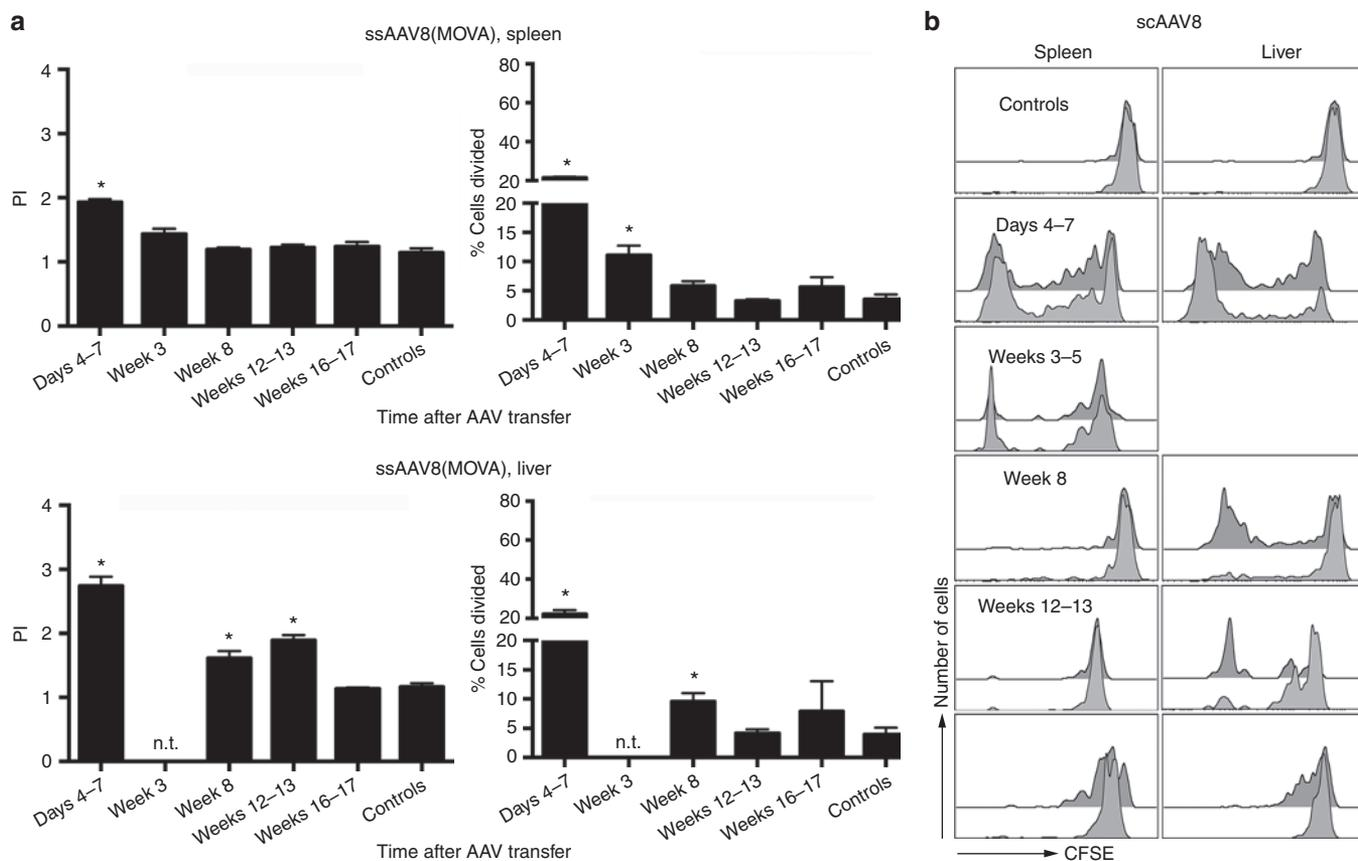 a
ssAAV8(MOVA), spleen
4
3
2
1
0
PI
*
Days 4–7
Week 3
Week 8
Weeks 12–13
Weeks 16–17
Controls
80
60
40
20
20
15
10
5
0
% Cells divided
*
*
Days 4–7
Week 3
Week 8
Weeks 12–13
Weeks 16–17
Controls
Time after AAV transfer
ssAAV8(MOVA), liver
4
3
2
1
0
PI
*
n.t.
*
*
Days 4–7
Week 3
Week 8
Weeks 12–13
Weeks 16–17
Controls
80
60
40
20
20
15
10
5
0
% Cells divided
*
n.t.
*
Days 4–7
Week 3
Week 8
Weeks 12–13
Weeks 16–17
Controls
Time after AAV transfer
b
scAAV8
Spleen
Liver
Controls
Days 4–7
Weeks 3–5
Week 8
Weeks 12–13
Number of cells
CFSE